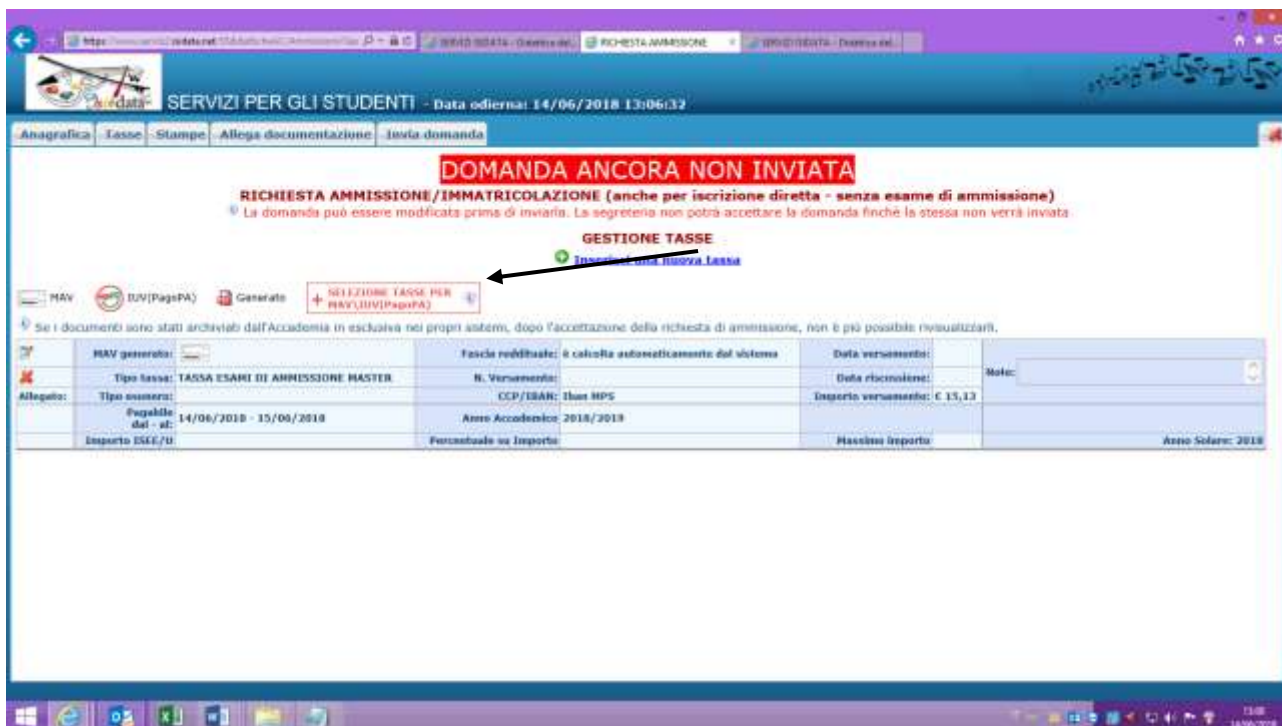 RICHIESTA AMMISSIONE
SERVIZI PER GLI STUDENTI - Data odierna: 14/06/2018 13:06:32
Anagrafica Tasse Stampe Allega documentazione Invia domanda
DOMANDA ANCORA NON INVIATA
RICHIESTA AMMISSIONE/IMMATRICOLAZIONE (anche per iscrizione diretta - senza esame di ammissione)
La domanda può essere modificata prima di inviarla. La segreteria non potrà accettare la domanda finchè la stessa non verrà inviata
GESTIONE TASSE
Inserisci una nuova tassa
MAV IUV(PagoPA) Generato + SELEZIONE TASSE PER
MAV\IUV(PagoPA)
Se i documenti sono stati archiviati dall'Accademia in esclusiva nei propri sistemi, dopo l'accettazione della richiesta di ammissione, non è più possibile rivisualizzarli.
MAV generato: Fascia reddituale: è calcolta automaticamente dal sistema Data versamento: Note:
Tipo tassa: TASSA ESAMI DI AMMISSIONE MASTER N. Versamento: Data riscossione:
Allegato: Tipo esonero: CCP/IBAN: Iban MPS Importo versamento: € 15,13
Pagabile
dal - al: 14/06/2018 - 15/06/2018 Anno Accademico 2018/2019
Importo ISEE/U Percentuale su Importo Massimo importo Anno Solare: 2018